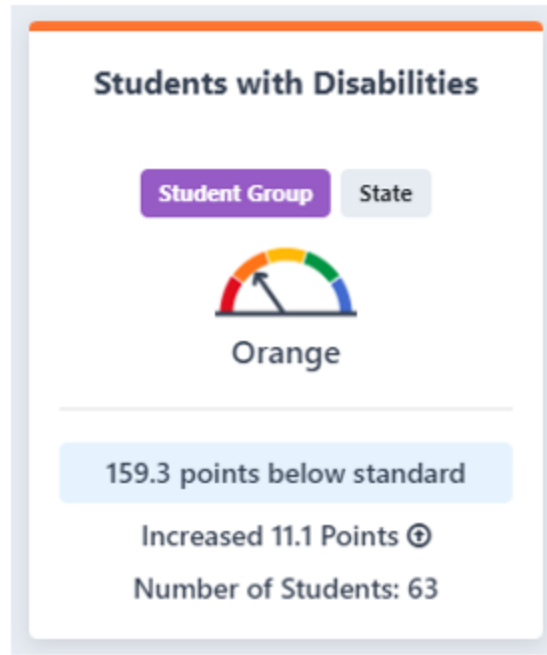 Students with Disabilities
Student Group State
Orange
159.3 points below standard
Increased 11.1 Points
Number of Students: 63